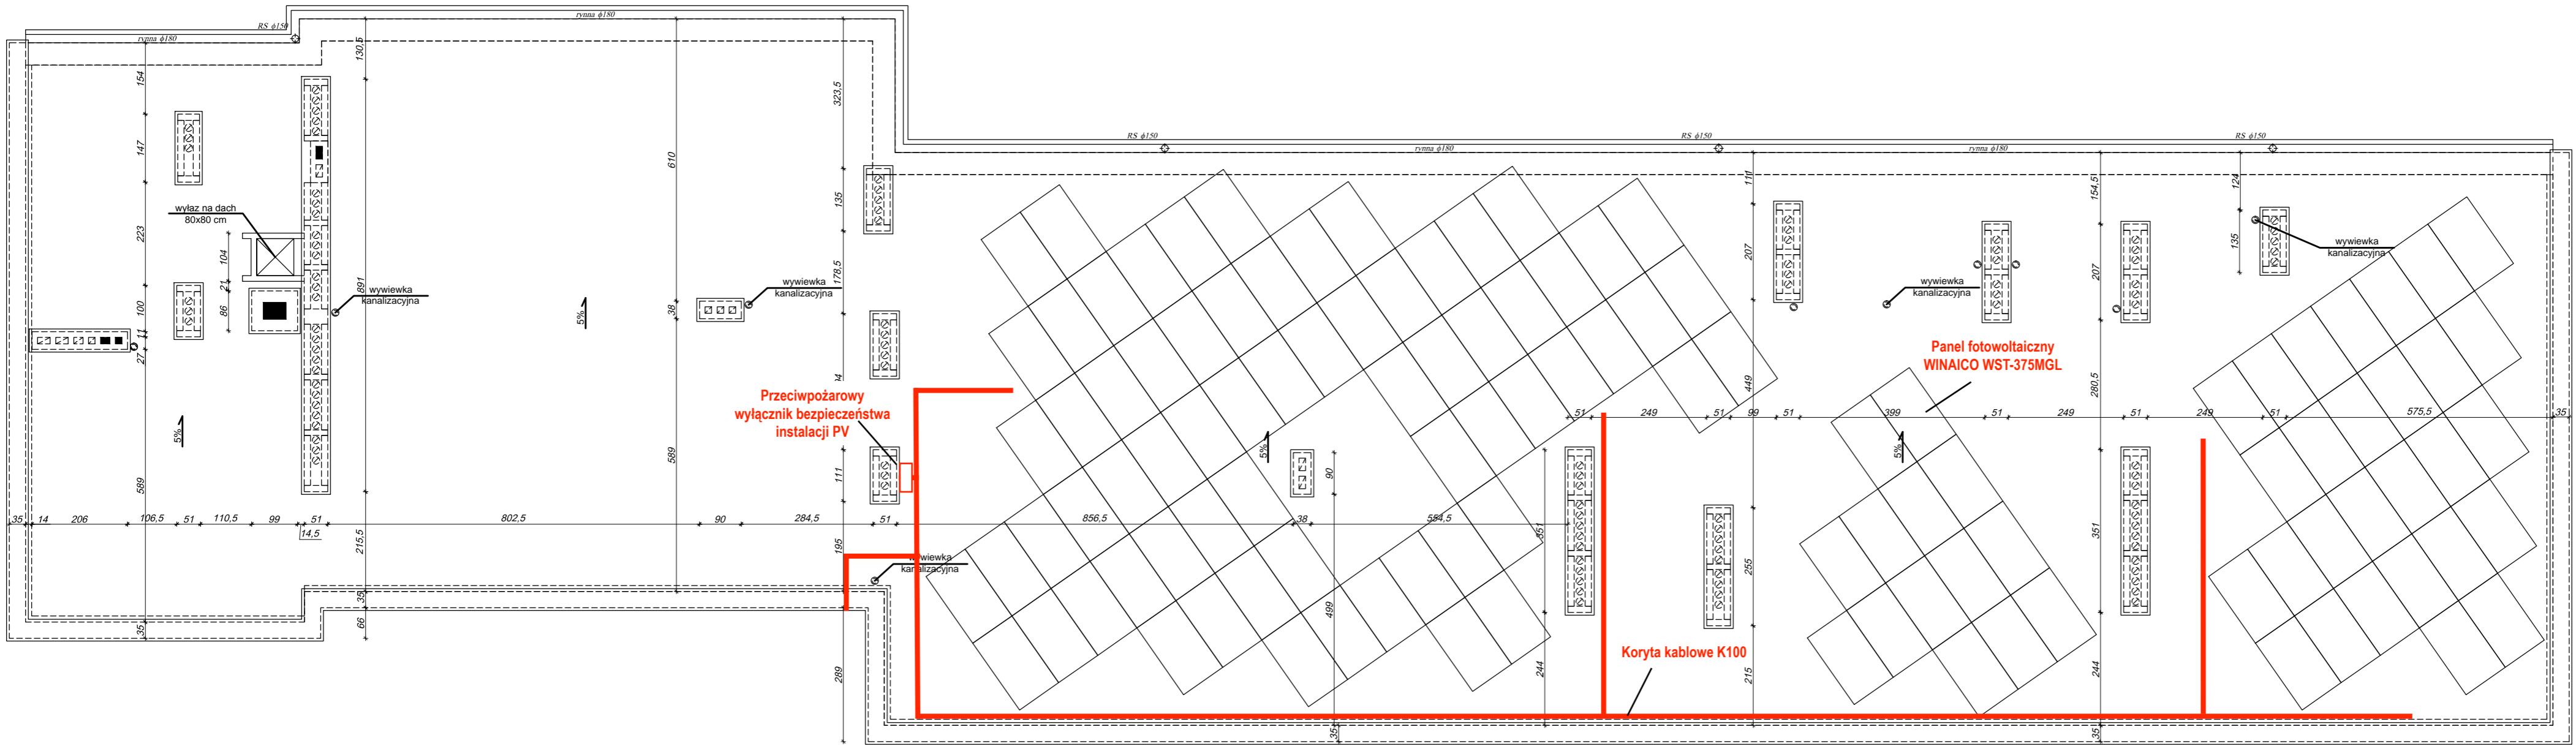 RS ϕ150
rynna ϕ180
rynna ϕ180
RS ϕ150
RS ϕ150
RS ϕ150
rynna ϕ180
rynna ϕ180
154
147
223
100
11
27
589
35
104
21
86
130,5
891
215,5
35
66
610
38
589
323,5
135
178,5
111
195
289
111
207
449
255
215
154,5
207
280,5
351
244
124
135
wyłaz na dach
80x80 cm
wywiewka
kanalizacyjna
wywiewka
kanalizacyjna
wywiewka
kanalizacyjna
wywiewka
kanalizacyjna
5%
5%
5%
5%
Przeciwpożarowy
wyłącznik bezpieczeństwa
instalacji PV
Panel fotowoltaiczny
WINAICO WST-375MGL
51
249
51
99
51
399
51
249
51
249
51
575,5
35
35
14
206
106,5
51
110,5
99
14,5
51
802,5
90
284,5
51
856,5
38
554,5
90
499
35
351
244
35
wywiewka
kanalizacyjna
Koryta kablowe K100